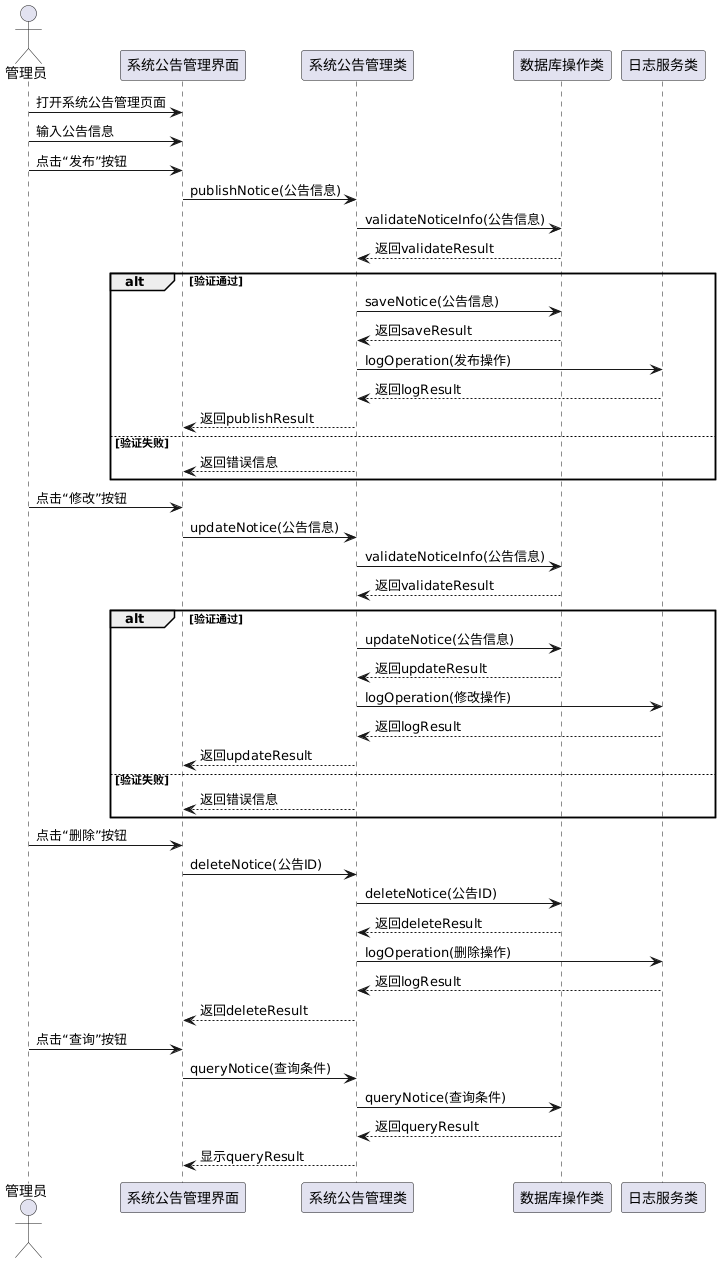 管理员
系统公告管理界面
系统公告管理类
数据库操作类
日志服务类
打开系统公告管理页面
输入公告信息
点击“发布”按钮
publishNotice(公告信息)
validateNoticeInfo(公告信息)
返回validateResult
alt
[验证通过]
saveNotice(公告信息)
返回saveResult
logOperation(发布操作)
返回logResult
返回publishResult
[验证失败]
返回错误信息
点击“修改”按钮
updateNotice(公告信息)
validateNoticeInfo(公告信息)
返回validateResult
alt
[验证通过]
updateNotice(公告信息)
返回updateResult
logOperation(修改操作)
返回logResult
返回updateResult
[验证失败]
返回错误信息
点击“删除”按钮
deleteNotice(公告ID)
deleteNotice(公告ID)
返回deleteResult
logOperation(删除操作)
返回logResult
返回deleteResult
点击“查询”按钮
queryNotice(查询条件)
queryNotice(查询条件)
返回queryResult
显示queryResult
管理员
系统公告管理界面
系统公告管理类
数据库操作类
日志服务类